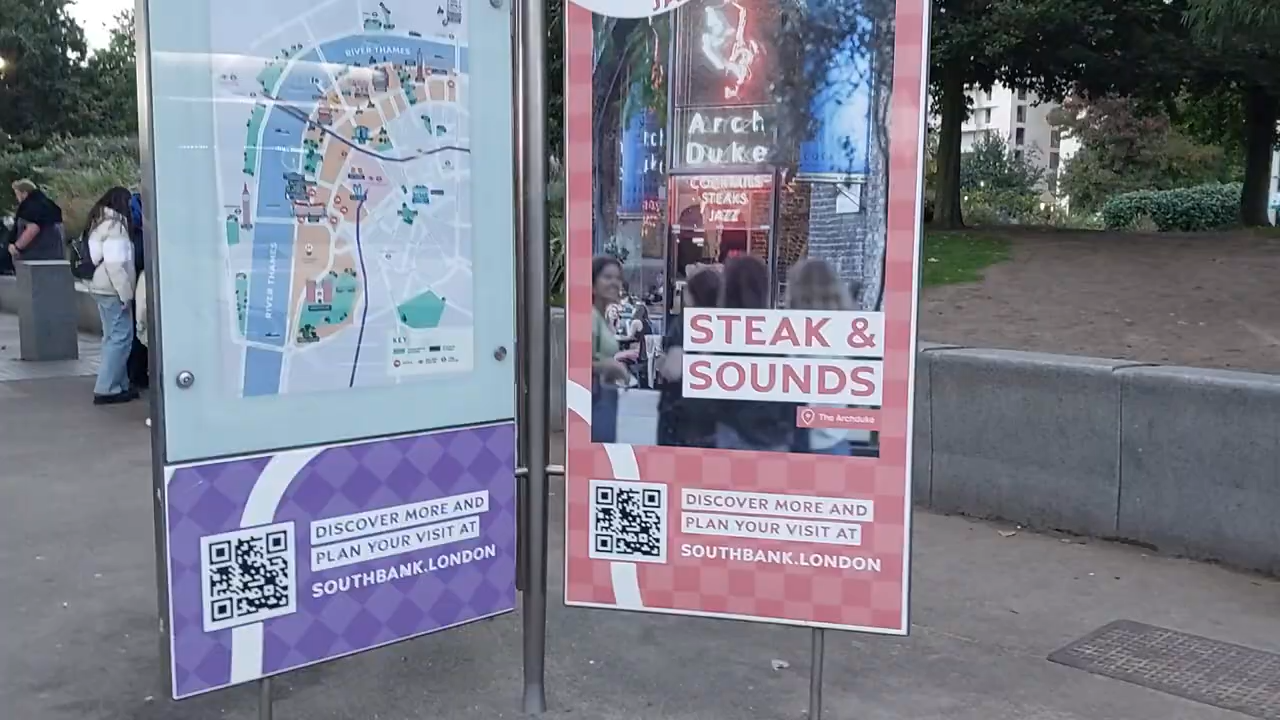 RIVER THAMES
RIVER THAMES
KEY
DISCOVER MORE AND
PLAN YOUR VISIT AT
SOUTHBANK.LONDON
Arch
Duke
COCKTAILS
STEAKS
JAZZ
STEAK &
SOUNDS
The Archduke
DISCOVER MORE AND
PLAN YOUR VISIT AT
SOUTHBANK.LONDON